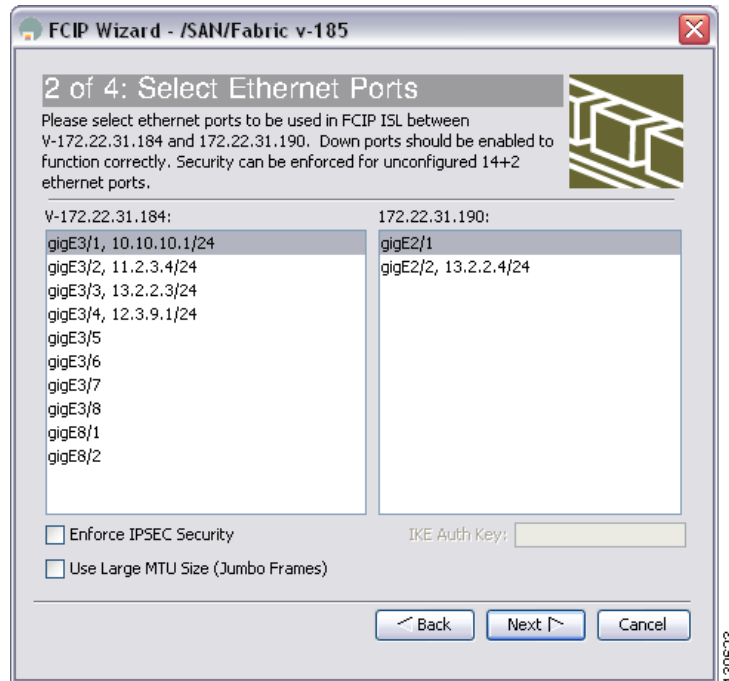 FCIP Wizard - /SAN/Fabric v-185
2 of 4: Select Ethernet Ports
Please select ethernet ports to be used in FCIP ISL between
V-172.22.31.184 and 172.22.31.190. Down ports should be enabled to
function correctly. Security can be enforced for unconfigured 14+2
ethernet ports.
V-172.22.31.184:
gigE3/1, 10.10.10.1/24
gigE3/2, 11.2.3.4/24
gigE3/3, 13.2.2.3/24
gigE3/4, 12.3.9.1/24
gigE3/5
gigE3/6
gigE3/7
gigE3/8
gigE8/1
gigE8/2
172.22.31.190:
gigE2/1
gigE2/2, 13.2.2.4/24
Enforce IPSEC Security
IKE Auth Key:
Use Large MTU Size (Jumbo Frames)
Back
Next
Cancel